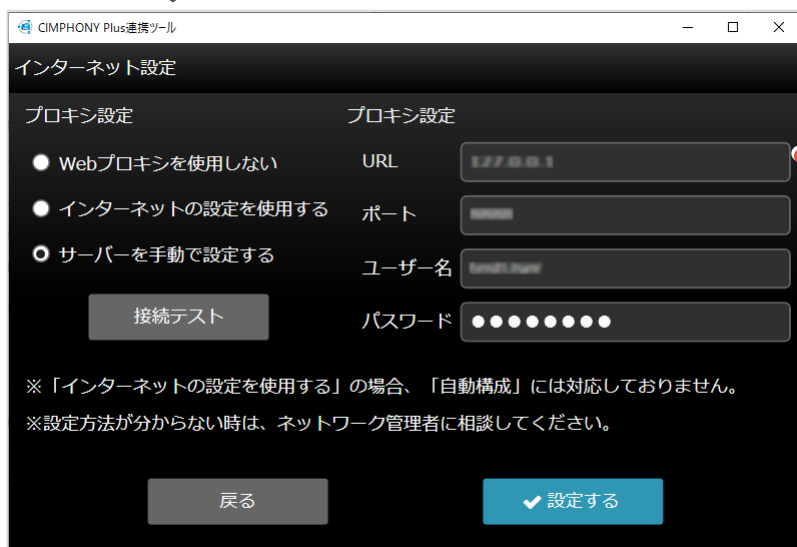 CIMPHONY Plus連携ツール
インターネット設定
プロキシ設定
Webプロキシを使用しない
インターネットの設定を使用する
サーバーを手動で設定する
接続テスト
プロキシ設定
URL
127.0.0.1
ポート
ユーザー名
パスワード
※「インターネットの設定を使用する」の場合、「自動構成」には対応しておりません。
※設定方法が分からない時は、ネットワーク管理者に相談してください。
戻る
設定する